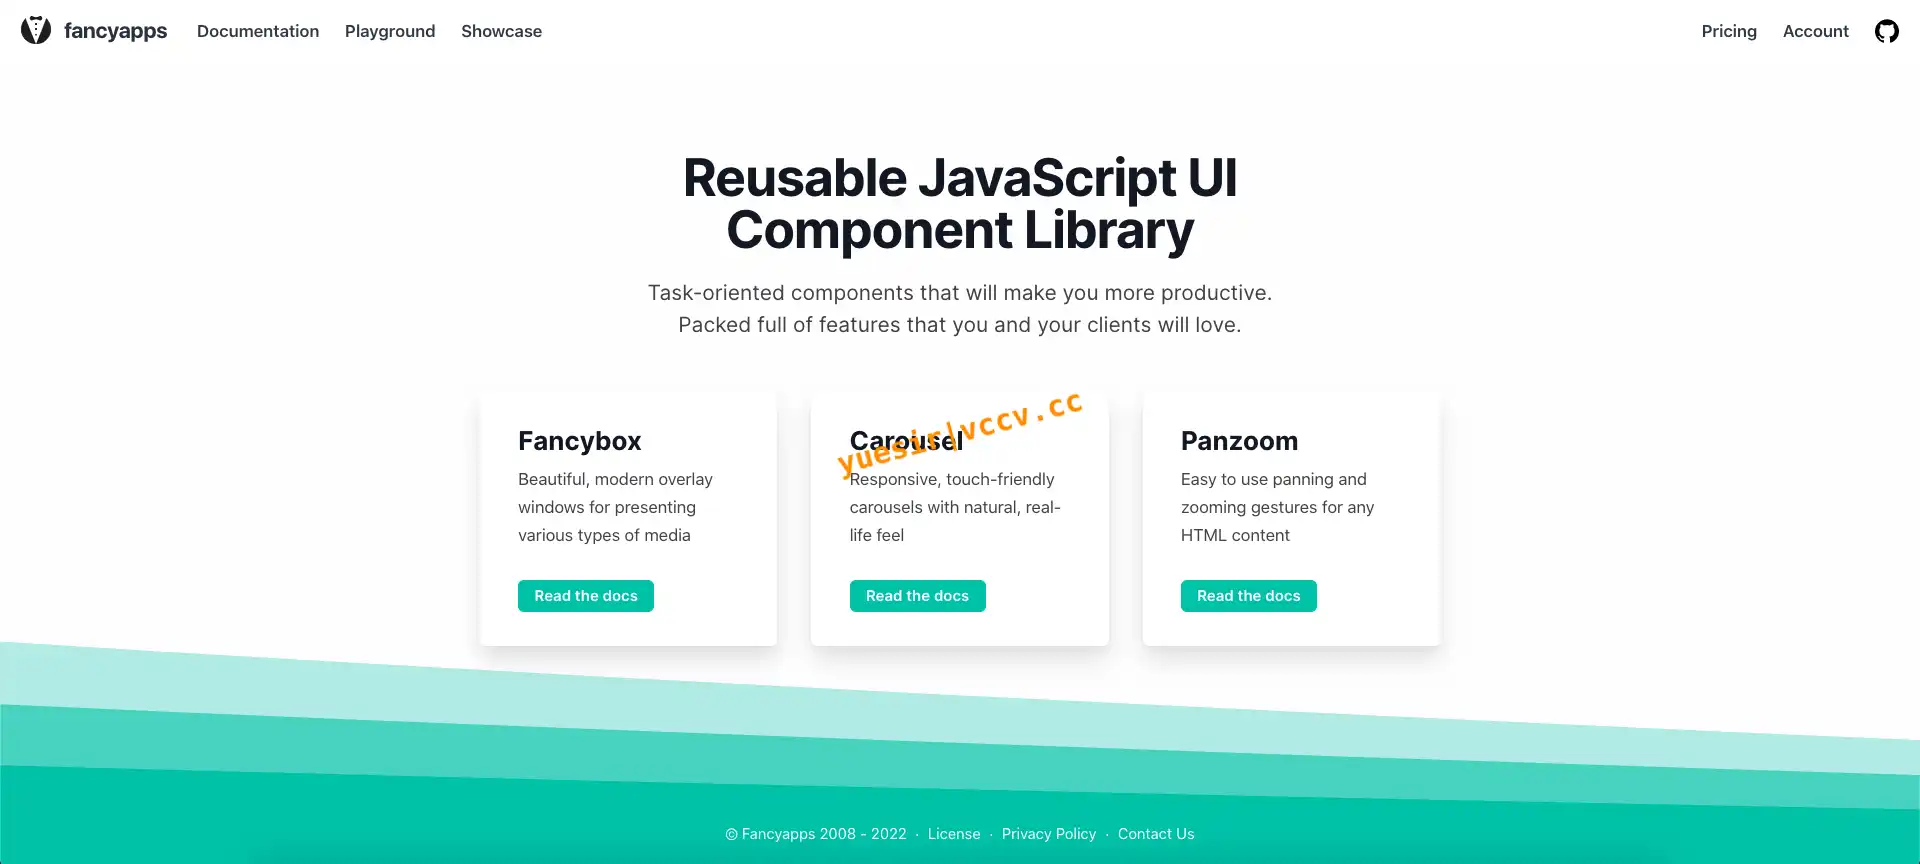 fancyapps Documentation Playground Showcase Pricing Account
Reusable JavaScript UI
Component Library
Task-oriented components that will make you more productive.
Packed full of features that you and your clients will love.
Fancybox
Beautiful, modern overlay
windows for presenting
various types of media
Read the docs
Carousel
yuesir|vccv.cc
Responsive, touch-friendly
carousels with natural, real-
life feel
Read the docs
Panzoom
Easy to use panning and
zooming gestures for any
HTML content
Read the docs
© Fancyapps 2008 - 2022 · License · Privacy Policy · Contact Us